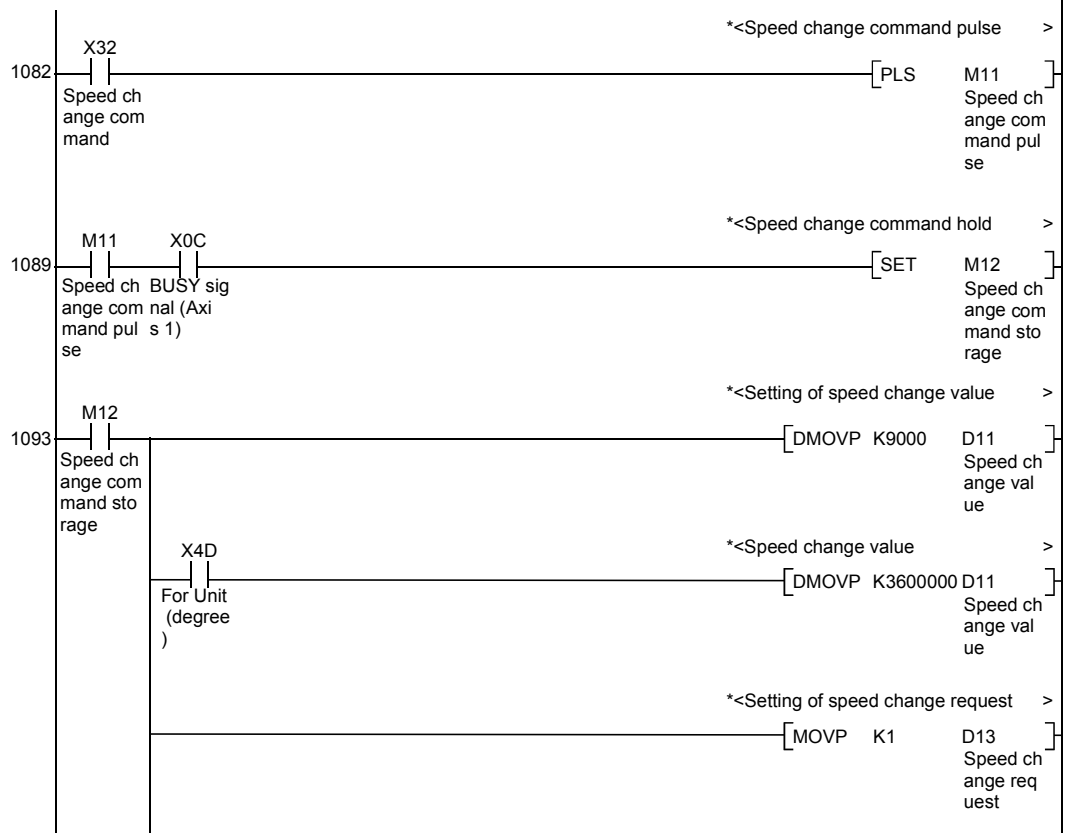 *<Speed change command pulse >
X32
1082
PLS M11
Speed ch
ange com
mand
Speed ch
ange com
mand pul
se
*<Speed change command hold >
M11 X0C
1089
SET M12
Speed ch
ange com
mand pul
se
BUSY sig
nal (Axi
s 1)
Speed ch
ange com
mand sto
rage
*<Setting of speed change value >
M12
1093
DMOVP K9000 D11
Speed ch
ange com
mand sto
rage
Speed ch
ange val
ue
*<Speed change value >
X4D
DMOVP K3600000 D11
For Unit
(degree
)
Speed ch
ange val
ue
*<Setting of speed change request >
MOVP K1 D13
Speed ch
ange req
uest